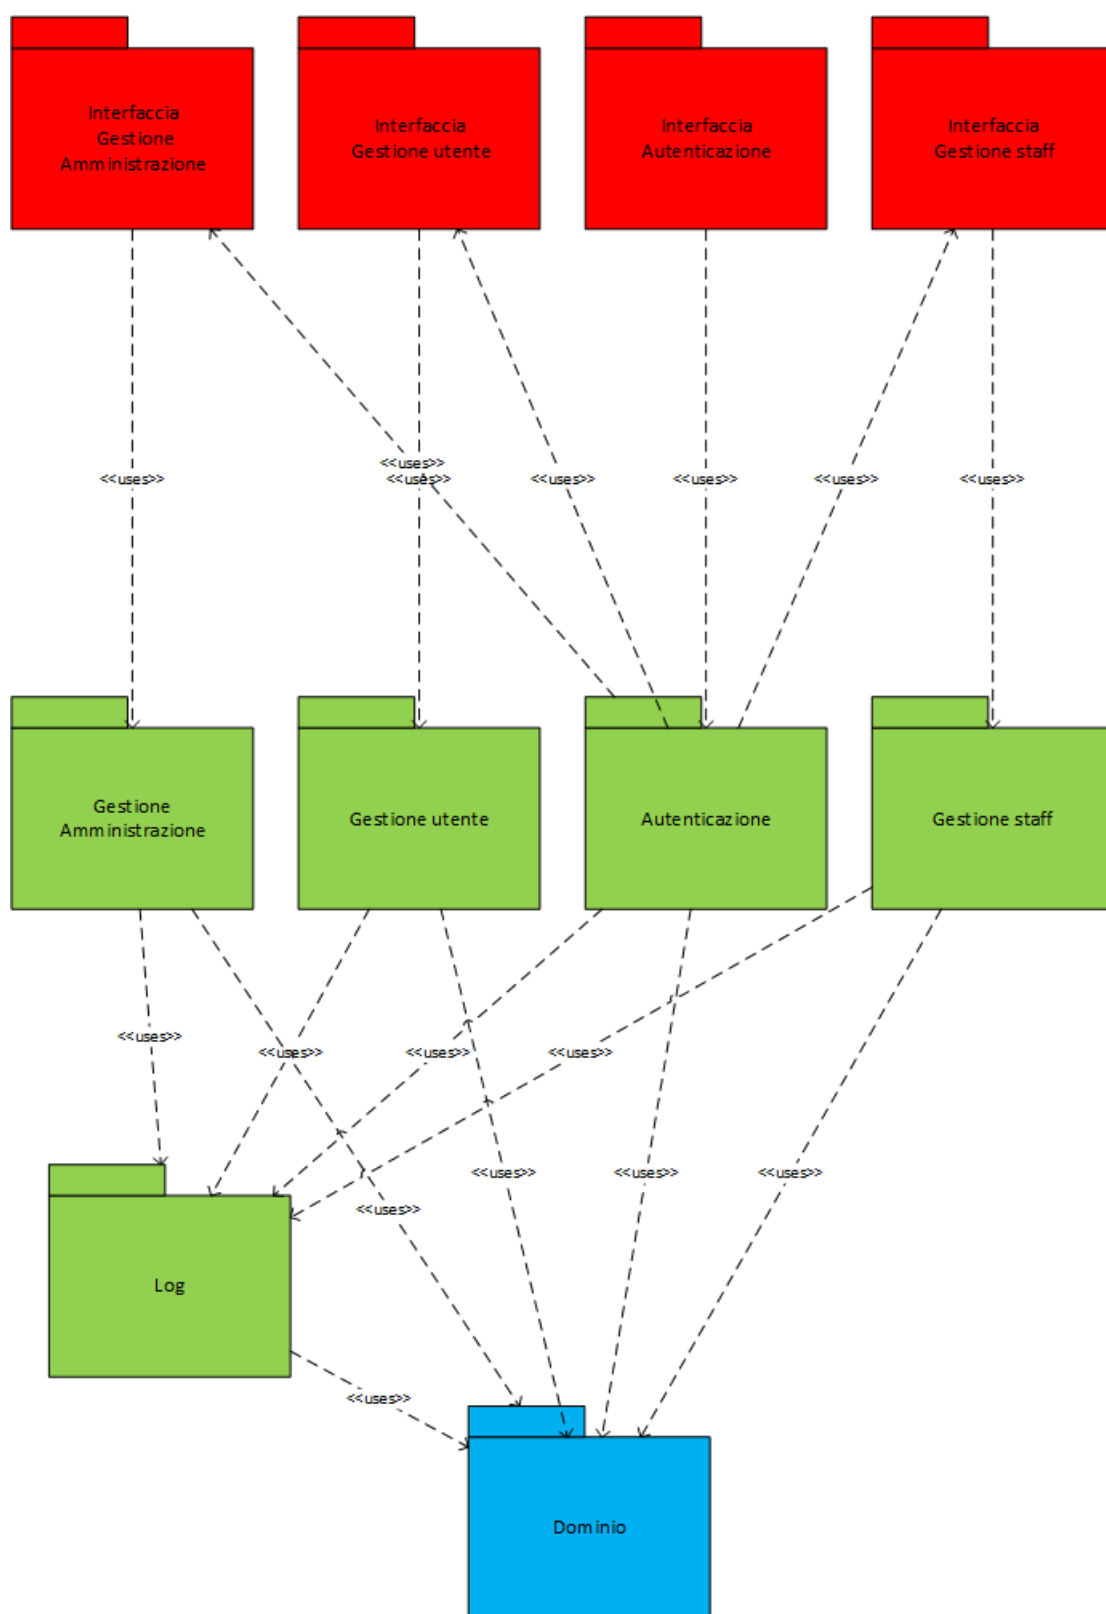 Interfaccia
Gestione
Amministrazione
Interfaccia
Gestione utente
Interfaccia
Autenticazione
Interfaccia
Gestione staff
<<uses>>
<<uses>>
<<uses>>
<<uses>>
<<uses>>
<<uses>>
<<uses>>
Gestione
Amministrazione
Gestione utente
Autenticazione
Gestione staff
<<uses>>
<<uses>>
<<uses>>
<<uses>>
<<uses>>
<<uses>>
<<uses>>
<<uses>>
Log
<<uses>>
Dominio